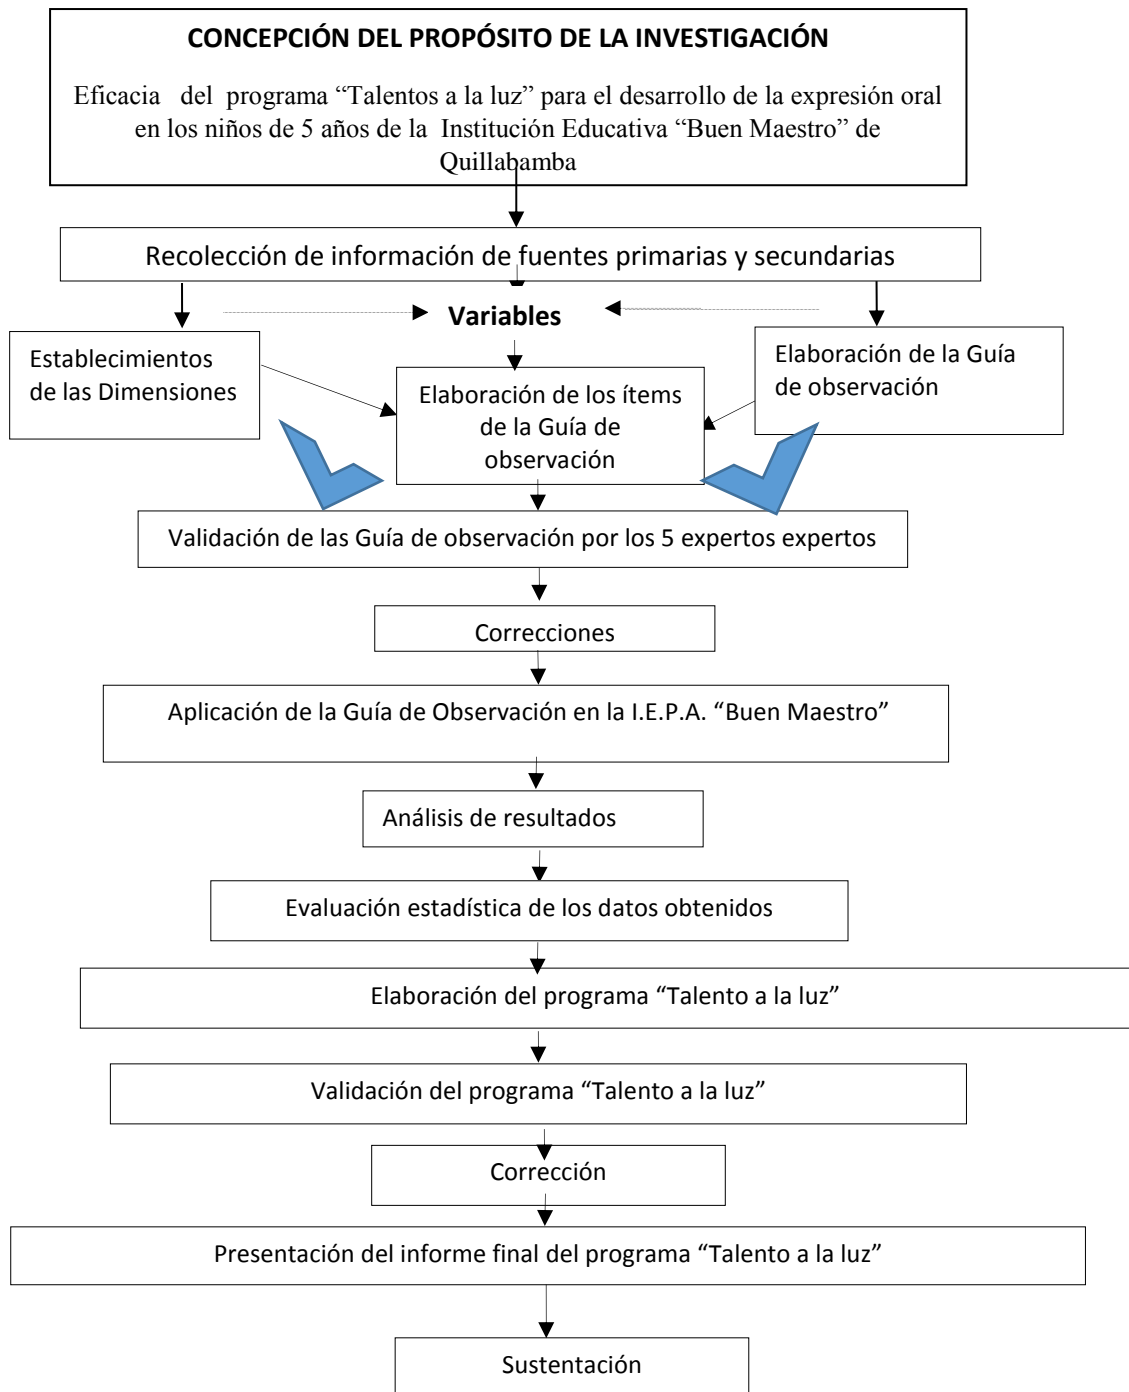 CONCEPCIÓN DEL PROPÓSITO DE LA INVESTIGACIÓN
Eficacia del programa “Talentos a la luz” para el desarrollo de la expresión oral
en los niños de 5 años de la Institución Educativa “Buen Maestro” de
Quillabamba
Recolección de información de fuentes primarias y secundarias
Variables
Establecimientos
de las Dimensiones
Elaboración de los ítems
de la Guía de
observación
Elaboración de la Guía
de observación
Validación de las Guía de observación por los 5 expertos expertos
Correcciones
Aplicación de la Guía de Observación en la I.E.P.A. “Buen Maestro”
Análisis de resultados
Evaluación estadística de los datos obtenidos
Elaboración del programa “Talento a la luz”
Validación del programa “Talento a la luz”
Corrección
Presentación del informe final del programa “Talento a la luz”
Sustentación